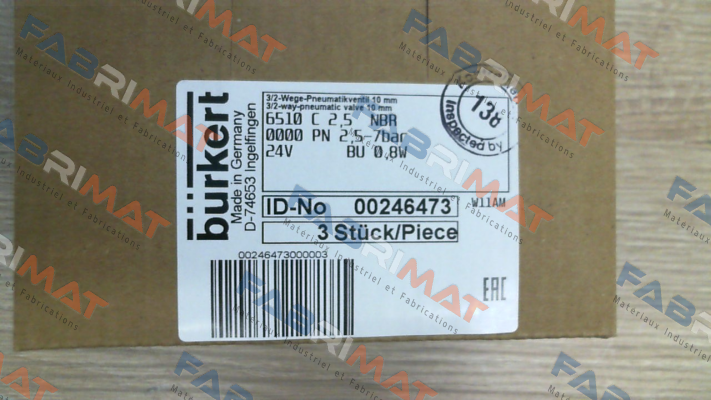 bürkert
Made in Germany
D-74653 Ingelfingen
3/2-Wege-Pneumatikventil 10 mm
3/2-way-pneumatic valve 10 mm
6510 C 2,5 NBR
0000 PN 2,5-7bar
24V BU 0,8W
138
Inspected by
W11AM
ID-No 00246473
3 Stück/Piece
00246473000003
EAC
FABRIMAT
Matériaux Industriel et Fabrications